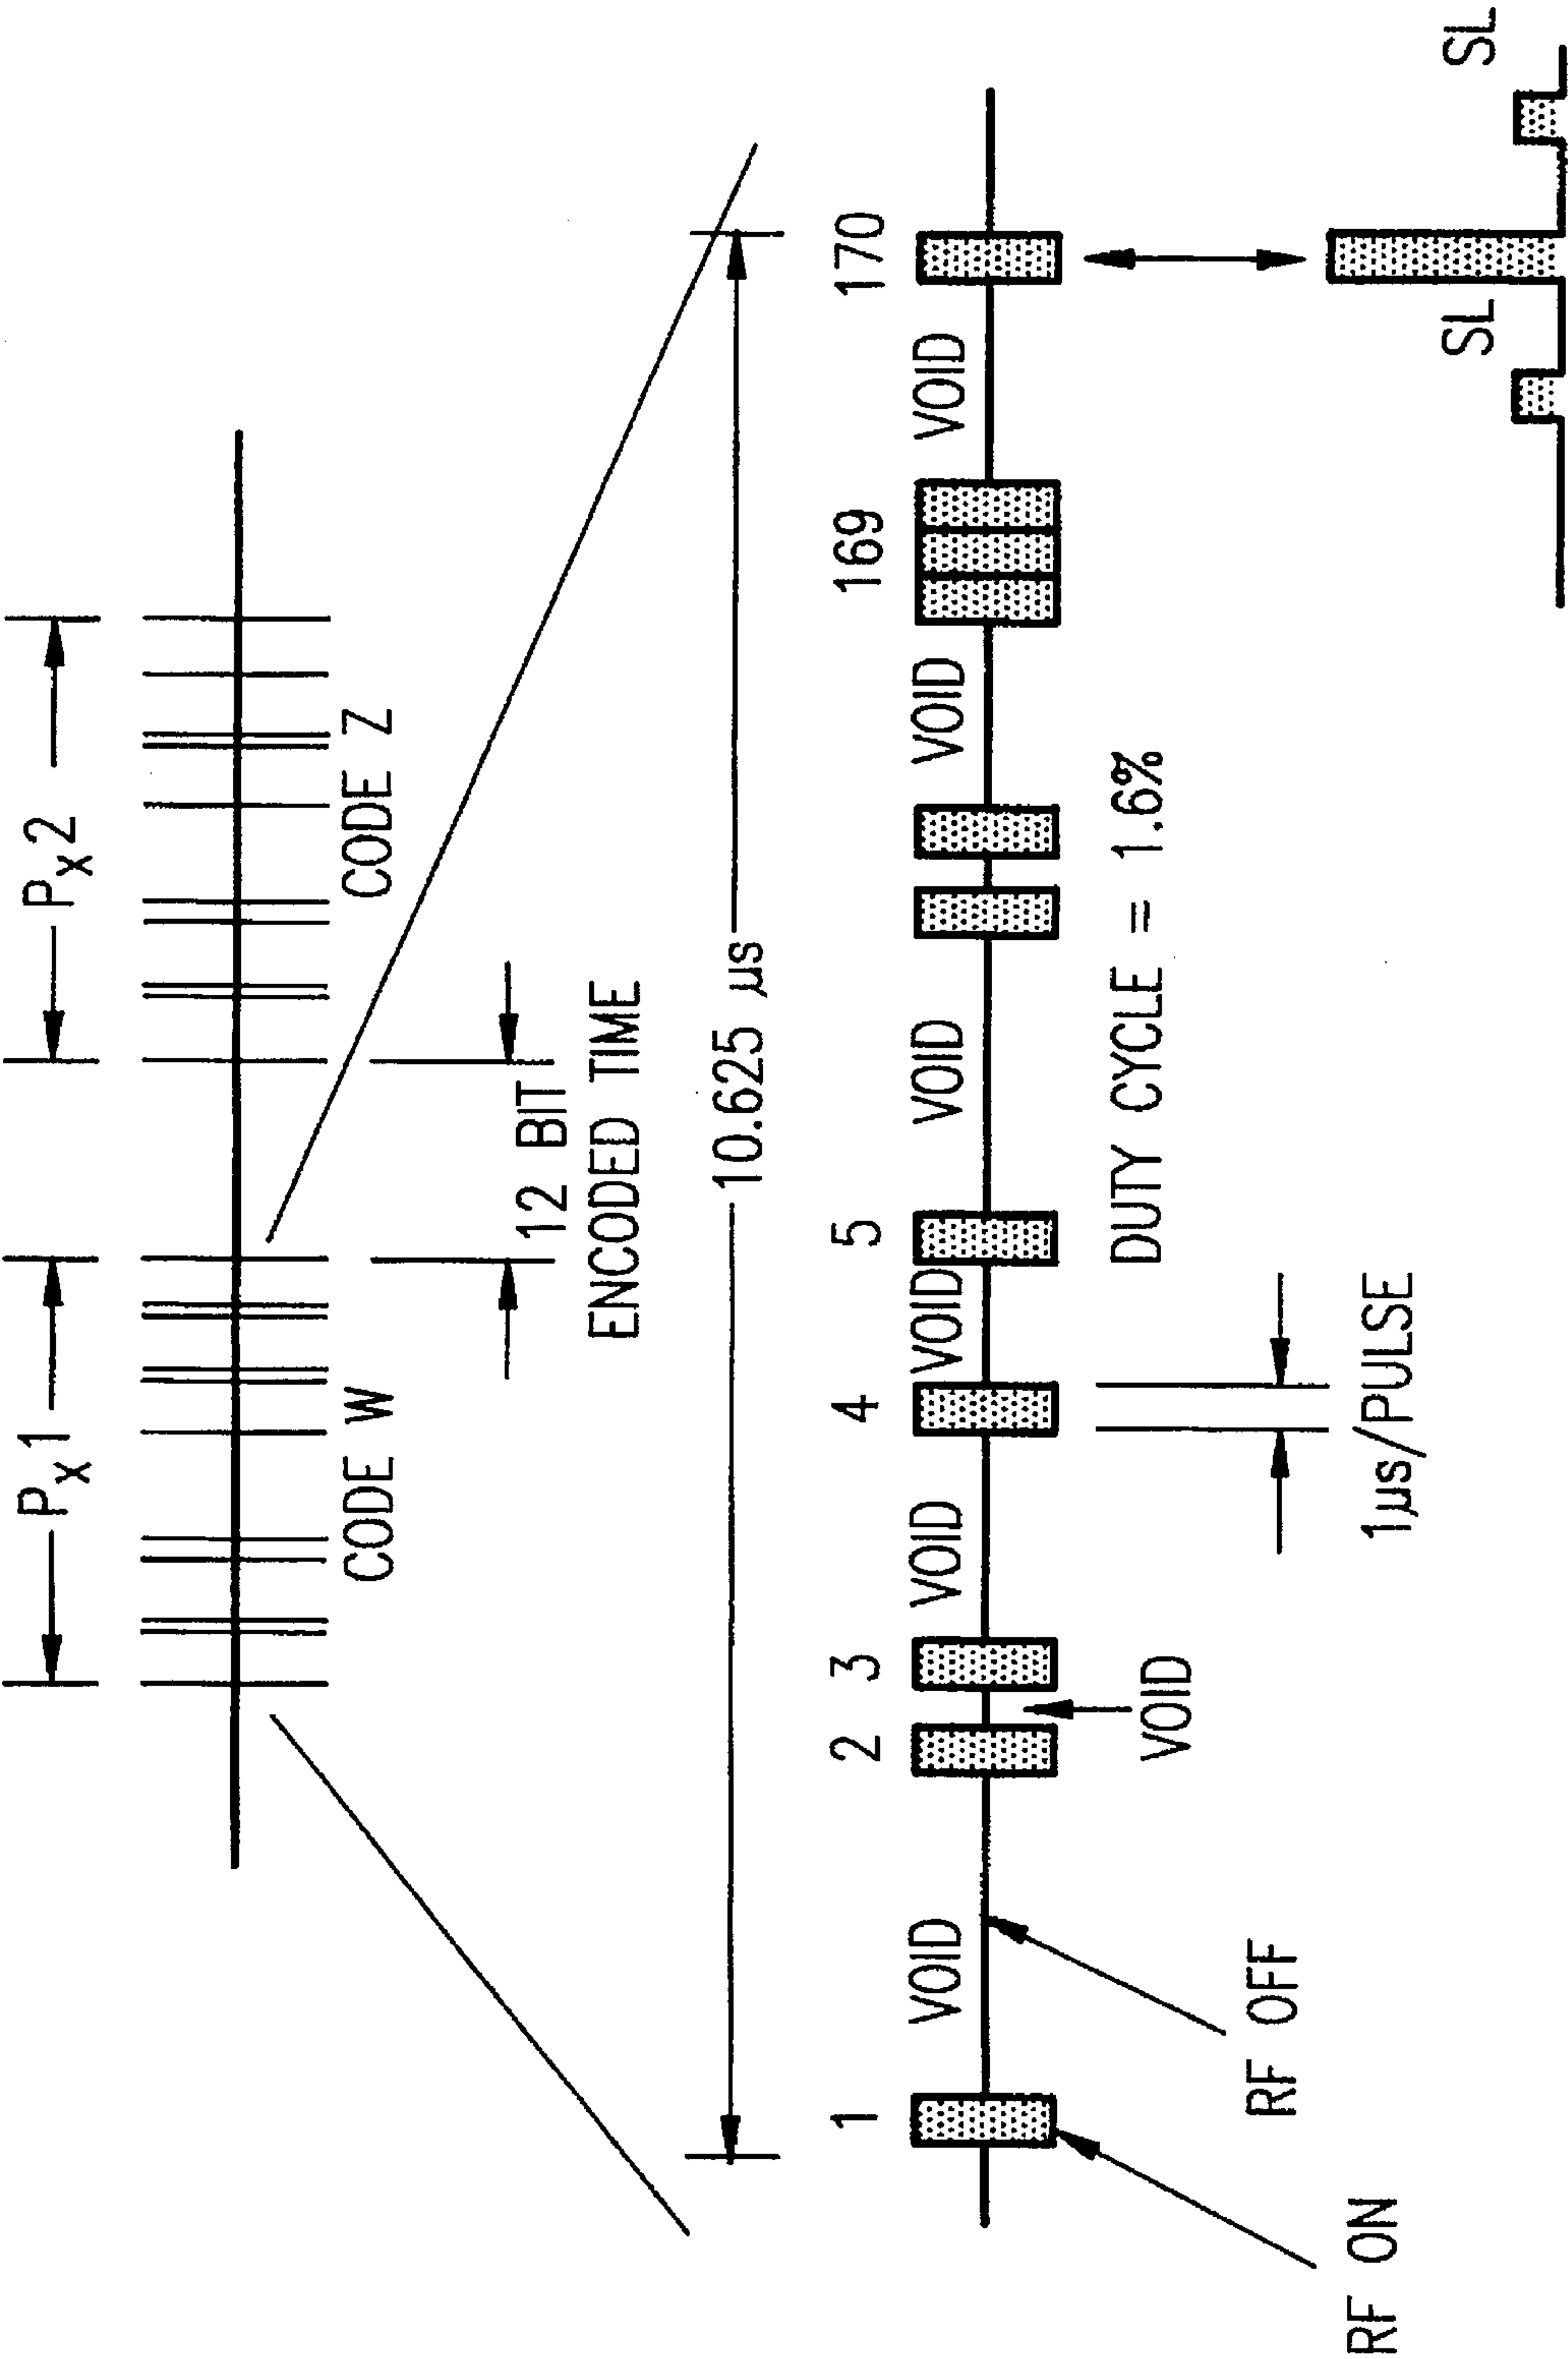 Px1
Px2
CODE W
CODE Z
12 BIT
ENCODED TIME
10.625 µs
1
2
3
4
5
169
170
VOID
VOID
VOID
VOID
VOID
VOID
VOID
RF ON
RF OFF
1µs/PULSE
DUTY CYCLE = 1.6%
SL
SL